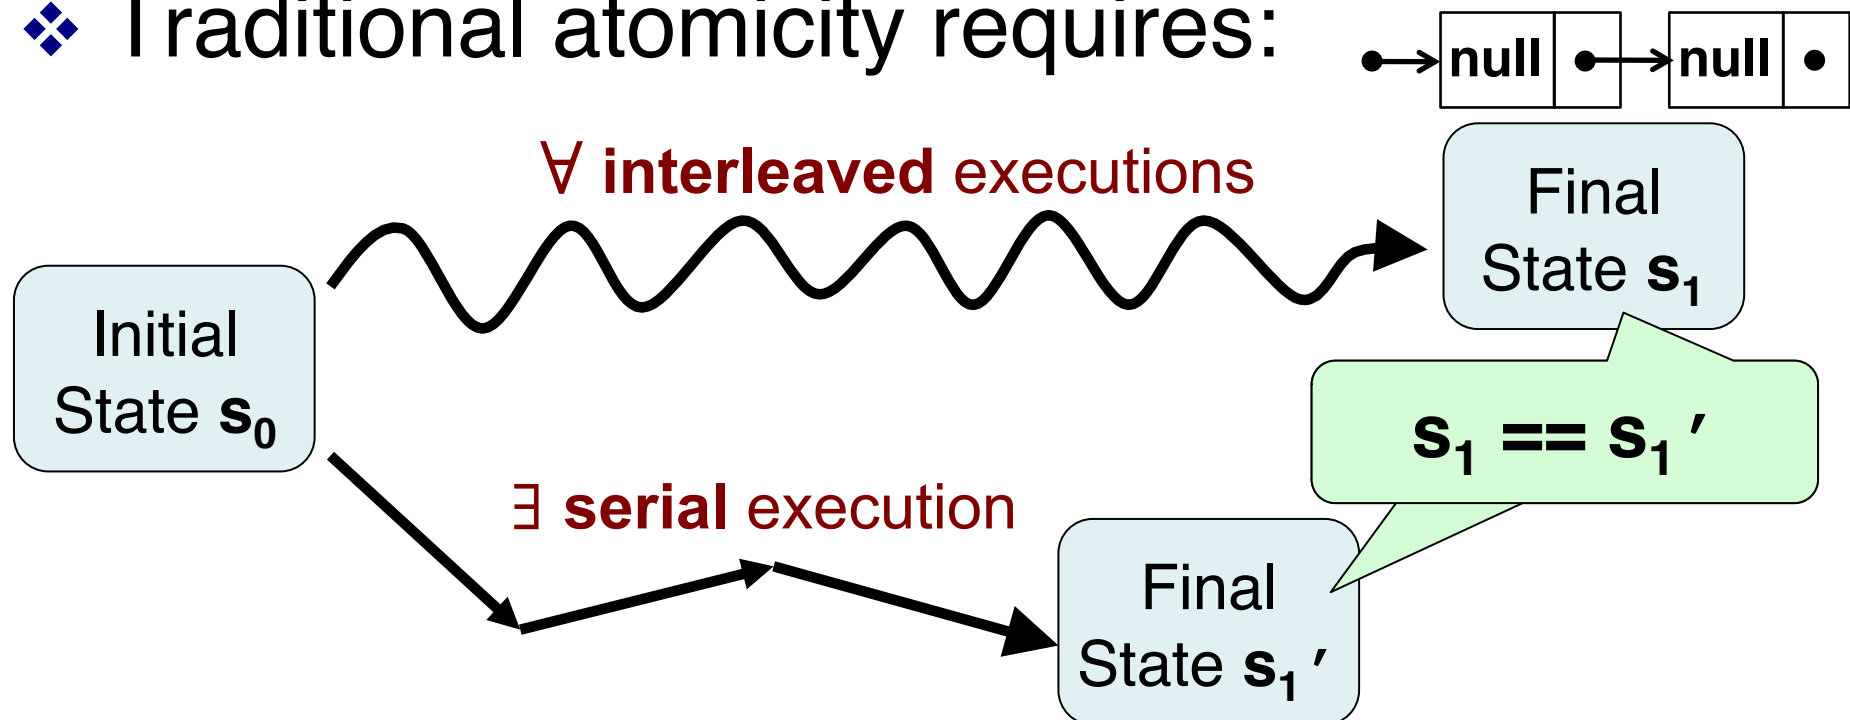 ❖ Traditional atomicity requires:
null • null •
∀ interleaved executions
Final
State s₁
Initial
State s₀
s₁ == s₁′
∃ serial execution
Final
State s₁′